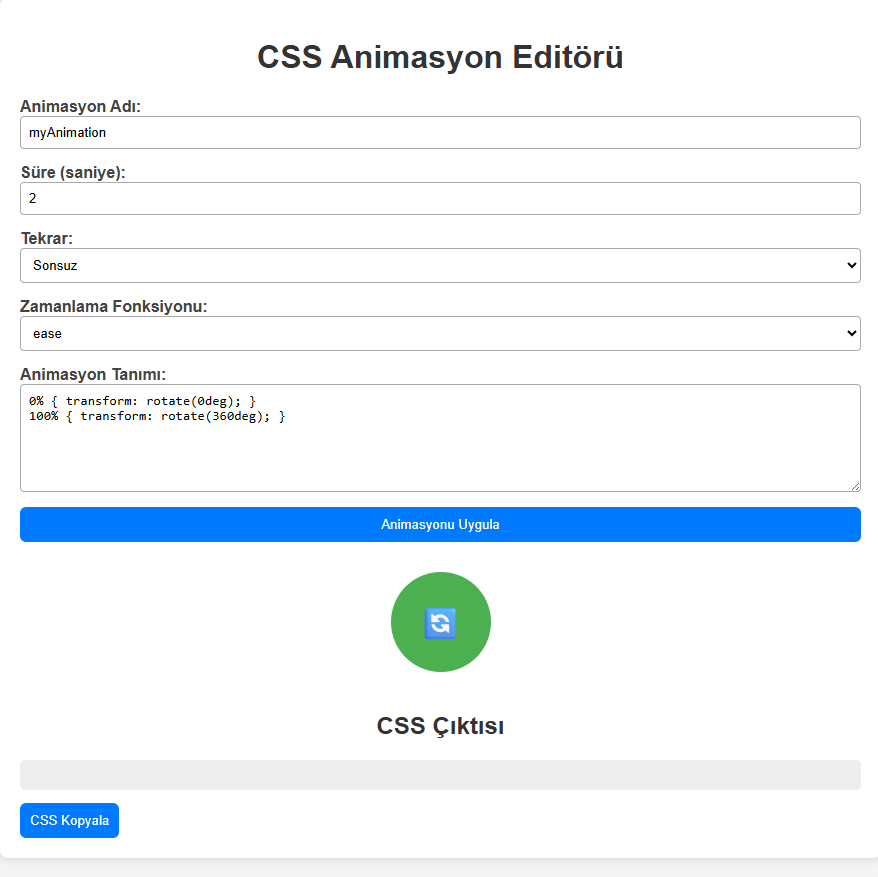 CSS Animasyon Editörü
Animasyon Adı:
myAnimation
Süre (saniye):
2
Tekrar:
Sonsuz
Zamanlama Fonksiyonu:
ease
Animasyon Tanımı:
0% { transform: rotate(0deg); }
100% { transform: rotate(360deg); }
Animasyonu Uygula
CSS Çıktısı
CSS Kopyala